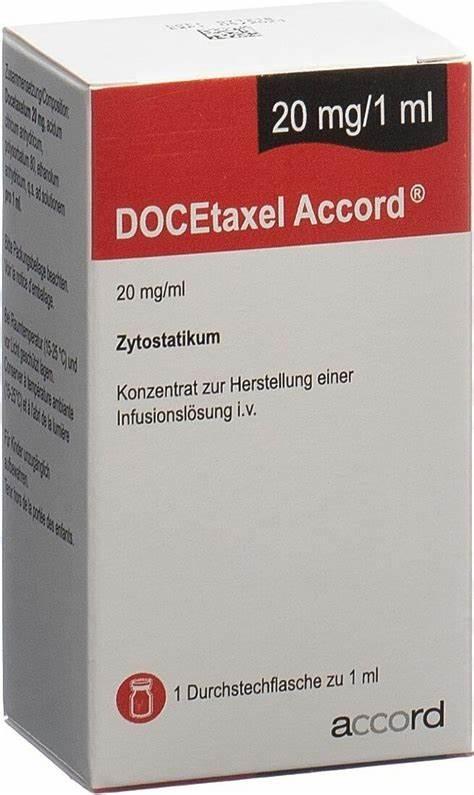 20 mg/1 ml
DOCEtaxel Accord®
20 mg/ml
Zytostatikum
Konzentrat zur Herstellung einer
Infusionslösung i.v.
1 Durchstechflasche zu 1 ml
accord
Zusammensetzung/Composition:
Docetaxelum 20 mg, acidum
citricum anhydricum,
polysorbatum 80, ethanolum
anhydricum, q.s. ad solutionem
pro 1 ml.
Bitte Packungsbeilage beachten.
Voir la notice d'emballage.
Bei Raumtemperatur (15-25 °C) und
vor Licht geschützt lagern.
Conserver à température ambiante
(15-25°C) et à l'abri de la lumière
Für Kinder unzugänglich
aufbewahren.
Tenir hors de la portée des enfants.